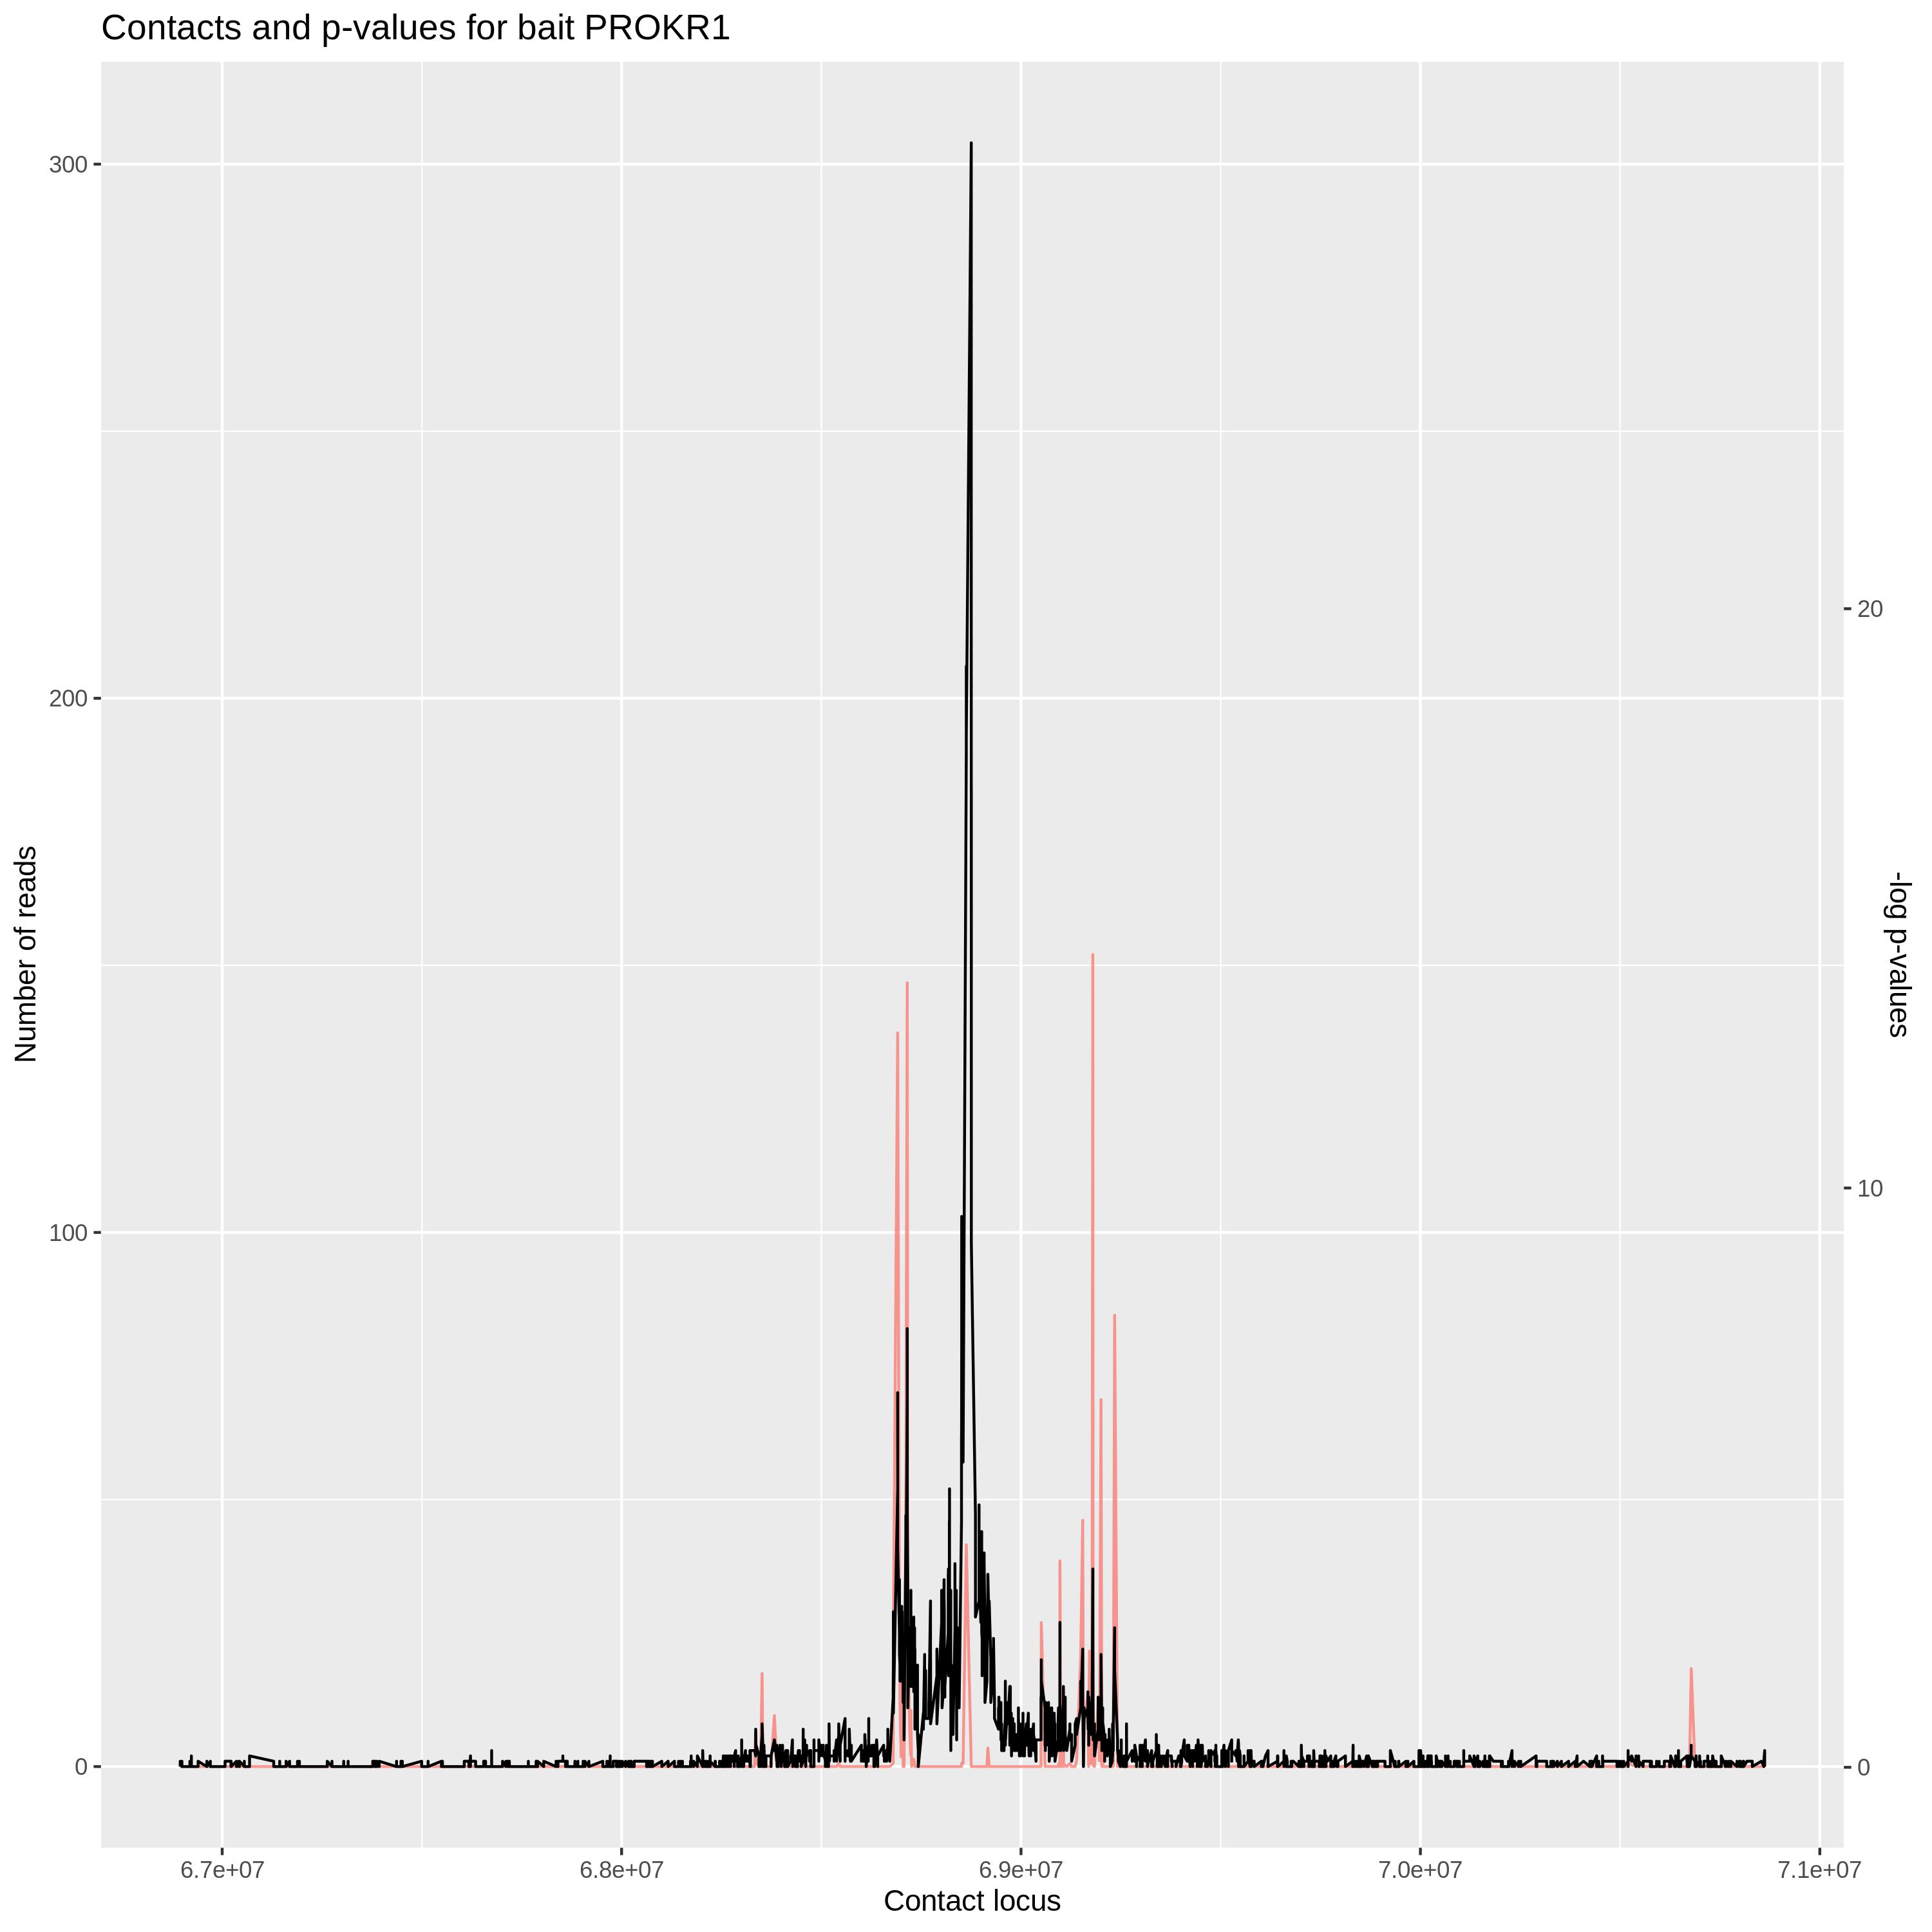 Contacts and p-values for bait PROKR1
300
200
100
0
Number of reads
20
10
0
-log p-values
6.7e+07
6.8e+07
6.9e+07
7.0e+07
7.1e+07
Contact locus